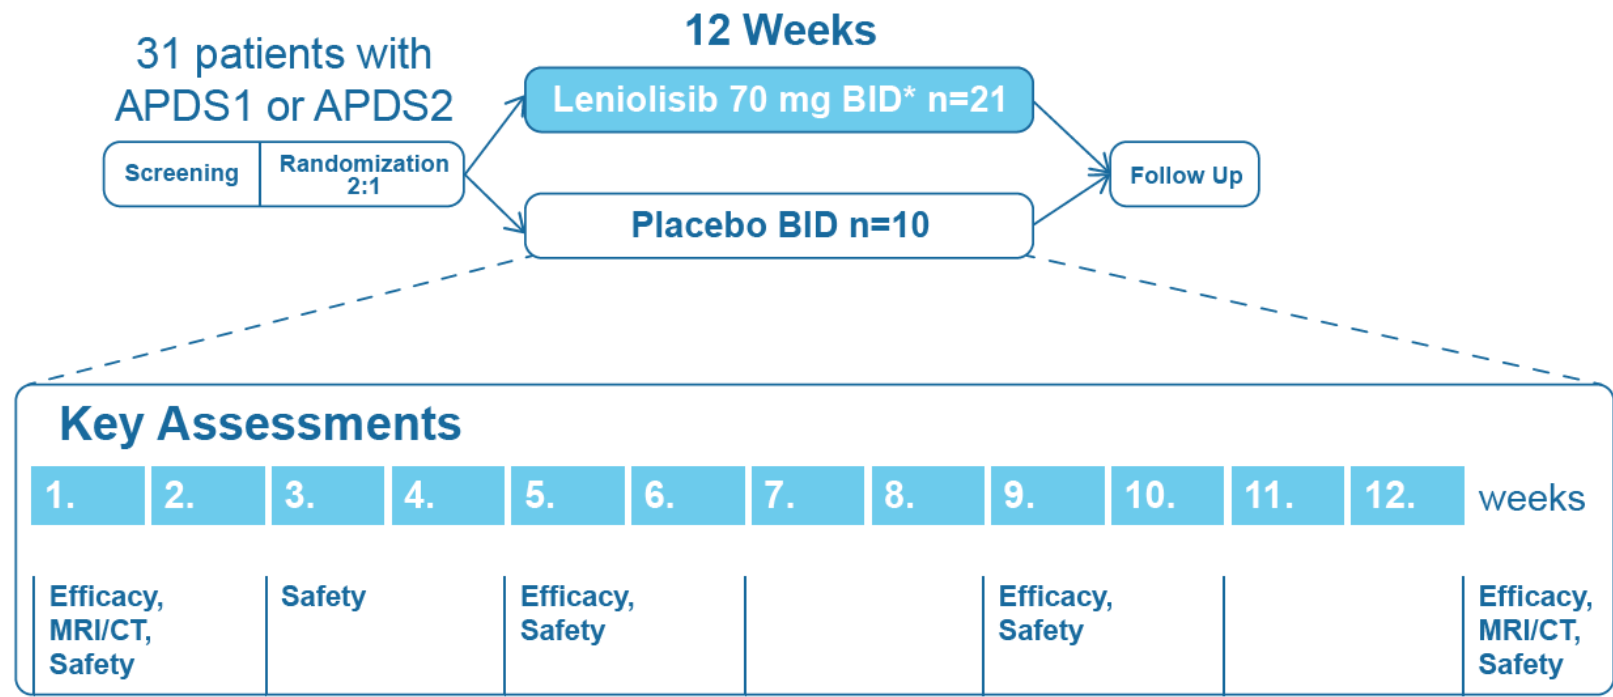 31 patients with
APDS1 or APDS2
Screening
Randomization
2:1
12 Weeks
Leniolisib 70 mg BID* n=21
Placebo BID n=10
Follow Up
Key Assessments
1. 2. 3. 4. 5. 6. 7. 8. 9. 10. 11. 12. weeks
Efficacy,
MRI/CT,
Safety
Safety
Efficacy,
Safety
Efficacy,
Safety
Efficacy,
MRI/CT,
Safety